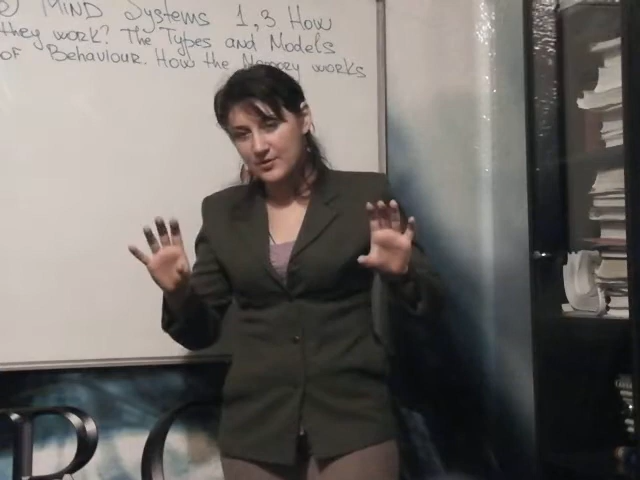 MIND Systems 1,3 How
they work? The Types and Models
of Behaviour. How the Memory works